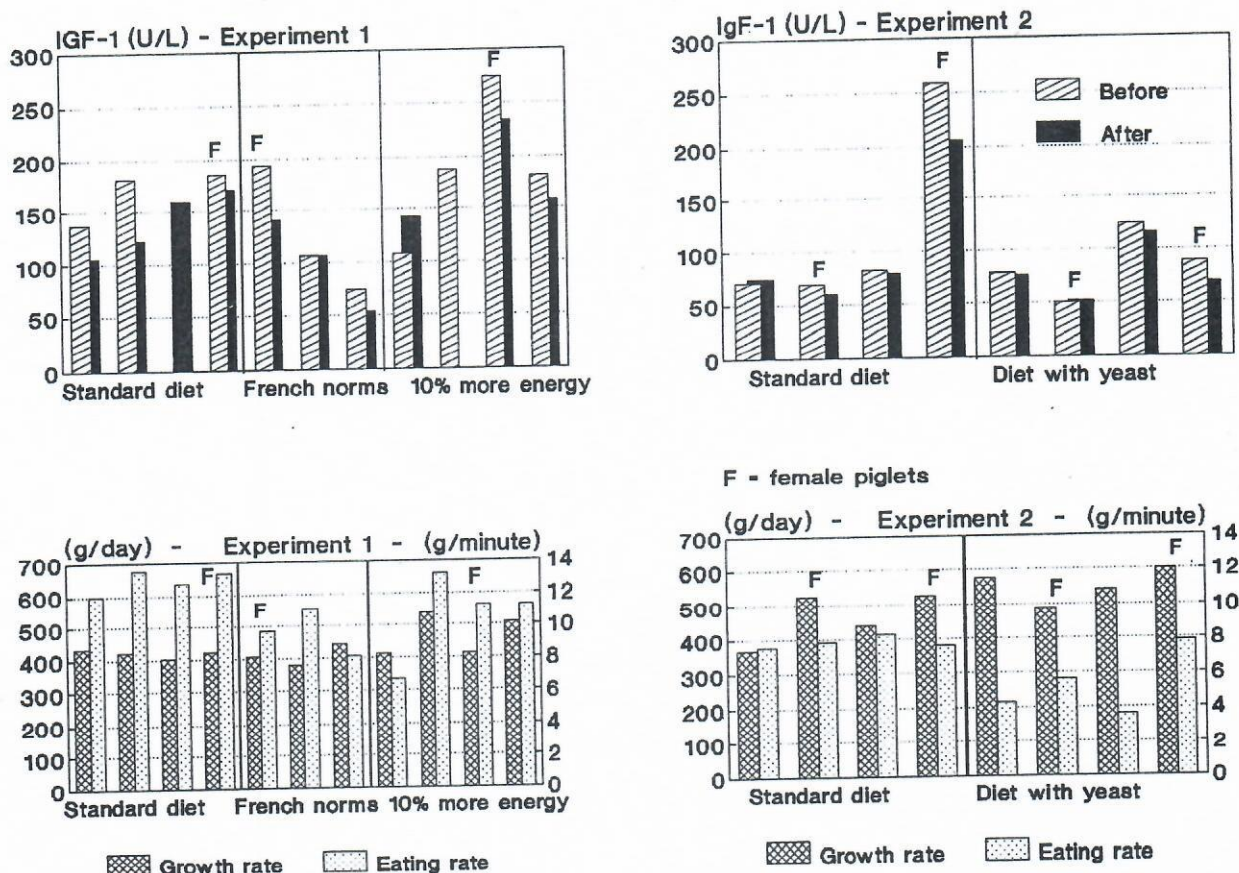 IGF-1 (U/L) - Experiment 1
300
250
200
150
100
50
0
F
F
F
Standard diet
French norms
10% more energy
IgF-1 (U/L) - Experiment 2
300
250
200
150
100
50
0
F
F
F
F
Before
After
Standard diet
Diet with yeast
F - female piglets
(g/day) - Experiment 1 - (g/minute)
700
600
500
400
300
200
100
0
F
F
F
14
12
10
8
6
4
2
0
Standard diet
French norms
10% more energy
Growth rate
Eating rate
(g/day) - Experiment 2 - (g/minute)
700
600
500
400
300
200
100
0
F
F
F
F
14
12
10
8
6
4
2
0
Standard diet
Diet with yeast
Growth rate
Eating rate